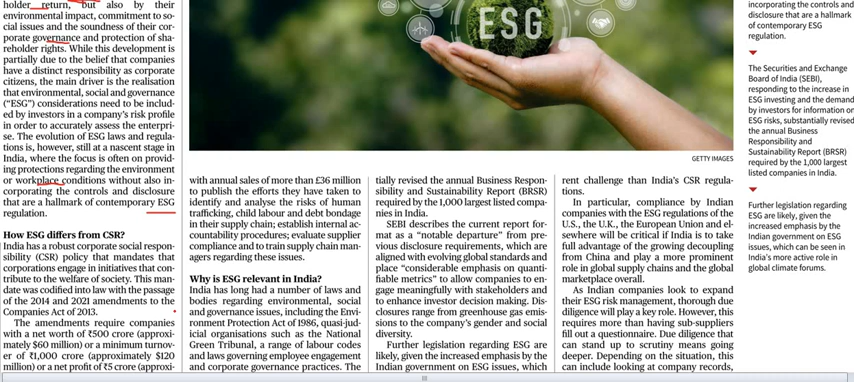 holder return, but also by their
environmental impact, commitment to so-
cial issues and the soundness of their cor-
porate governance and protection of sha-
reholder rights. While this development is
partially due to the belief that companies
have a distinct responsibility as corporate
citizens, the main driver is the realisation
that environmental, social and governance
(“ESG”) considerations need to be includ-
ed by investors in a company’s risk profile
in order to accurately assess the enterpri-
se. The evolution of ESG laws and regula-
tions is, however, still at a nascent stage in
India, where the focus is often on provid-
ing protections regarding the environment
or workplace conditions without also in-
corporating the controls and disclosure
that are a hallmark of contemporary ESG
regulation.
How ESG differs from CSR?
India has a robust corporate social respon-
sibility (CSR) policy that mandates that
corporations engage in initiatives that con-
tribute to the welfare of society. This man-
date was codified into law with the passage
of the 2014 and 2021 amendments to the
Companies Act of 2013.
The amendments require companies
with a net worth of ₹500 crore (approxi-
mately $60 million) or a minimum turnov-
er of ₹1,000 crore (approximately $120
million) or a net profit of ₹5 crore (approxi-
ESG
GETTY IMAGES
with annual sales of more than £36 million
to publish the efforts they have taken to
identify and analyse the risks of human
trafficking, child labour and debt bondage
in their supply chain; establish internal ac-
countability procedures; evaluate supplier
compliance and to train supply chain man-
agers regarding these issues.
Why is ESG relevant in India?
India has long had a number of laws and
bodies regarding environmental, social
and governance issues, including the Envi-
ronment Protection Act of 1986, quasi-jud-
icial organisations such as the National
Green Tribunal, a range of labour codes
and laws governing employee engagement
and corporate governance practices. The
tially revised the annual Business Respon-
sibility and Sustainability Report (BRSR)
required by the 1,000 largest listed compa-
nies in India.
SEBI describes the current report for-
mat as a “notable departure” from pre-
vious disclosure requirements, which are
aligned with evolving global standards and
place “considerable emphasis on quanti-
fiable metrics” to allow companies to en-
gage meaningfully with stakeholders and
to enhance investor decision making. Dis-
closures range from greenhouse gas emis-
sions to the company’s gender and social
diversity.
Further legislation regarding ESG are
likely, given the increased emphasis by the
Indian government on ESG issues, which
rent challenge than India’s CSR regula-
tions.
In particular, compliance by Indian
companies with the ESG regulations of the
U.S., the U.K., the European Union and el-
sewhere will be critical if India is to take
full advantage of the growing decoupling
from China and play a more prominent
role in global supply chains and the global
marketplace overall.
As Indian companies look to expand
their ESG risk management, thorough due
diligence will play a key role. However, this
requires more than having sub-suppliers
fill out a questionnaire. Due diligence that
can stand up to scrutiny means going
deeper. Depending on the situation, this
can include looking at company records,
incorporating the controls and
disclosure that are a hallmark
of contemporary ESG
regulation.
The Securities and Exchange
Board of India (SEBI),
responding to the increase in
ESG investing and the demand
by investors for information on
ESG risks, substantially revised
the annual Business
Responsibility and
Sustainability Report (BRSR)
required by the 1,000 largest
listed companies in India.
Further legislation regarding
ESG are likely, given the
increased emphasis by the
Indian government on ESG
issues, which can be seen in
India’s more active role in
global climate forums.